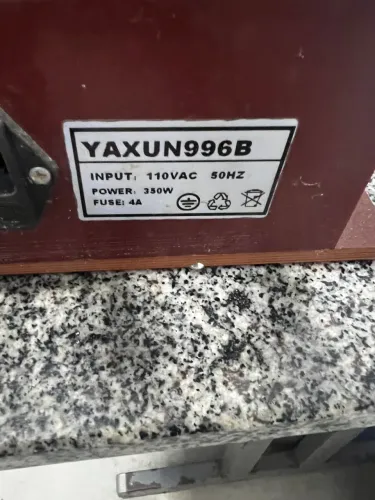 YAXUN996B
INPUT: 110VAC 50HZ
POWER: 350W
FUSE: 4A